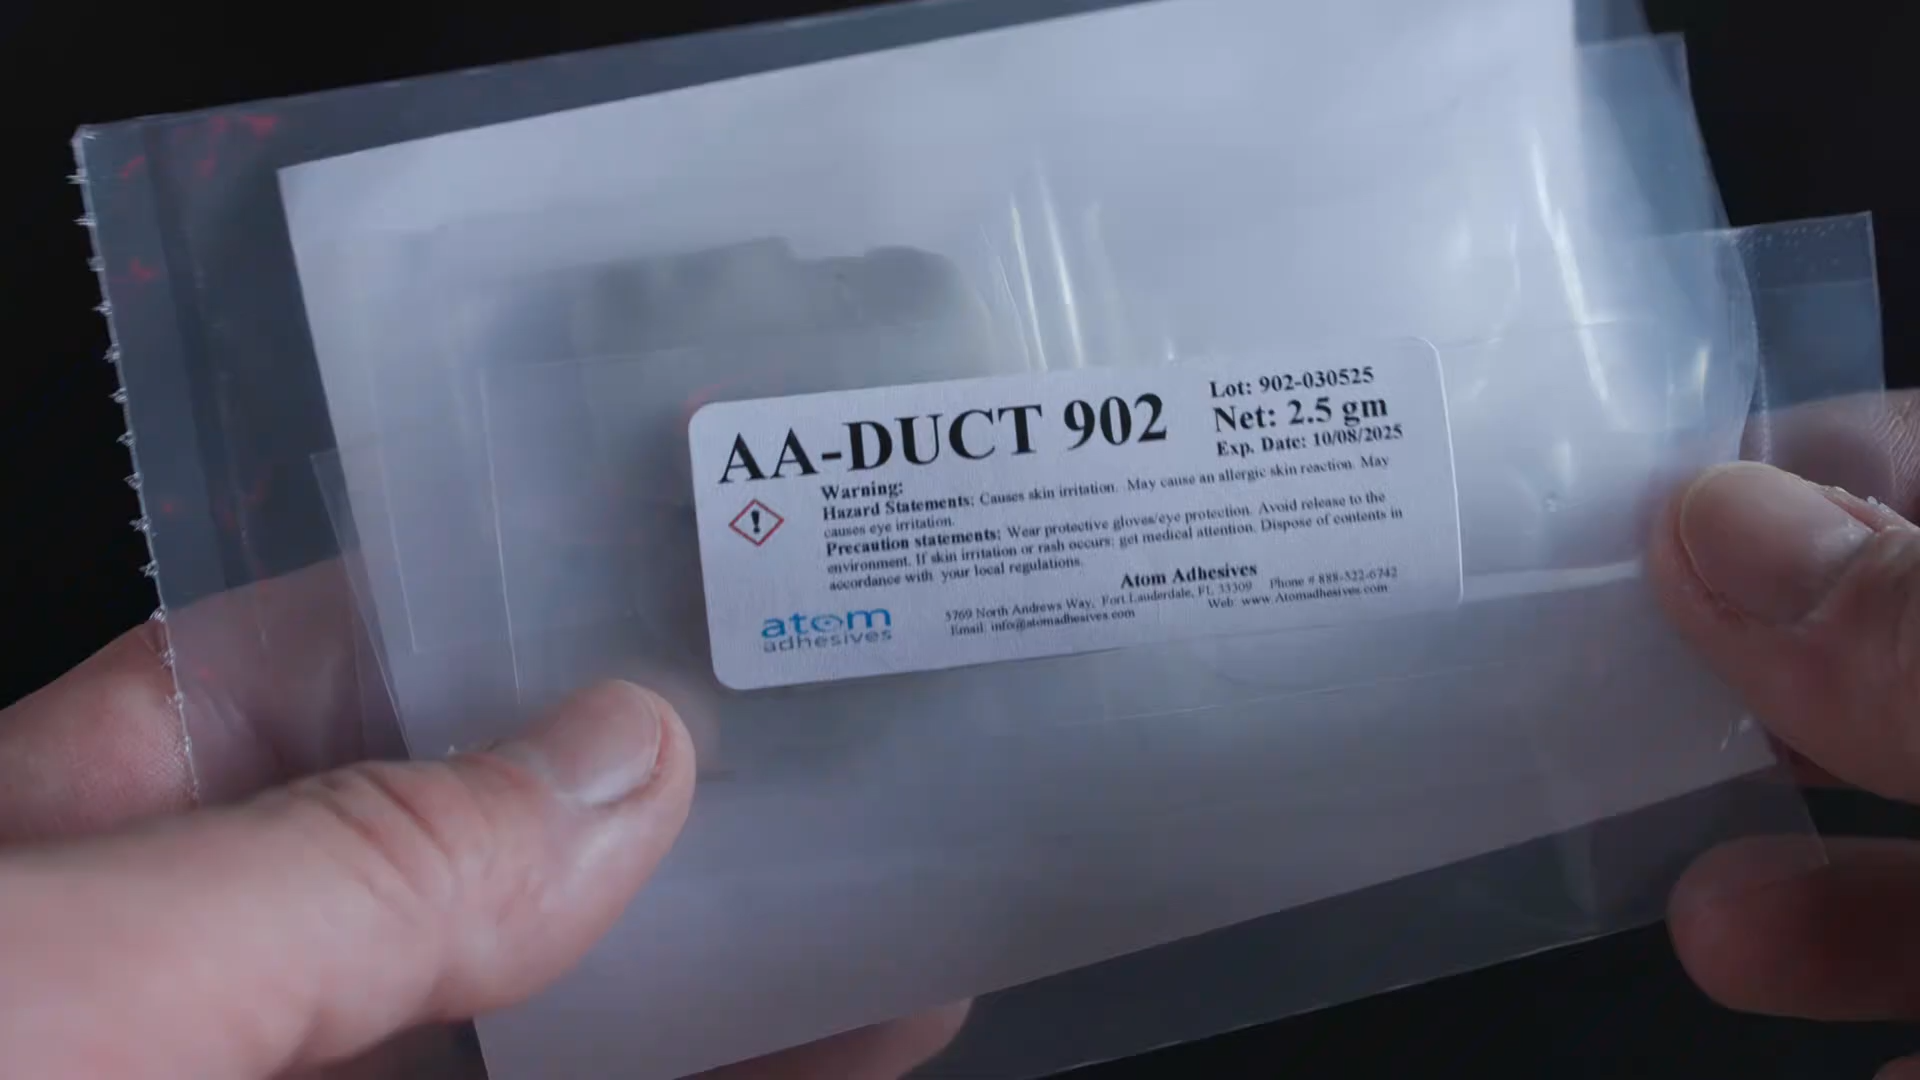 AA-DUCT 902
Lot: 902-030525
Net: 2.5 gm
Exp. Date: 10/08/2025
Warning:
Hazard Statements: Causes skin irritation. May cause an allergic skin reaction. May
causes eye irritation.
Precaution statements: Wear protective gloves/eye protection. Avoid release to the
environment. If skin irritation or rash occurs: get medical attention. Dispose of contents in
accordance with your local regulations.
atom
adhesives
Atom Adhesives
5769 North Andrews Way, Fort Lauderdale, FL 33309 Phone # 888-522-6742
Email: info@atomadhesives.com Web: www.Atomadhesives.com